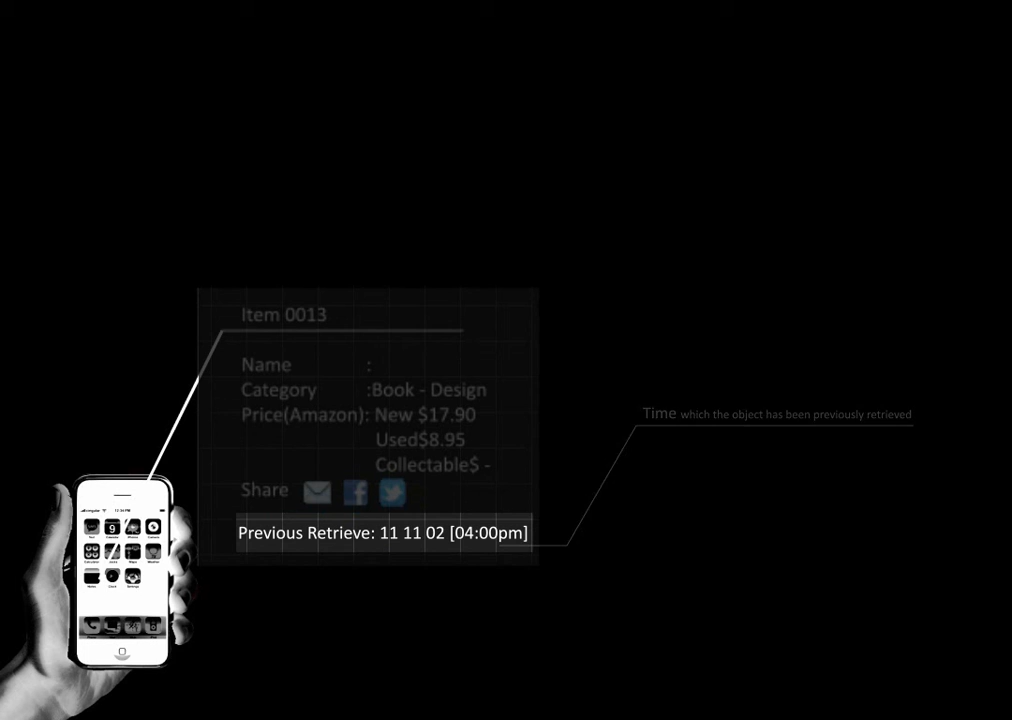 Item 0013
Name :
Category :Book - Design
Price(Amazon): New $17.90
Used$8.95
Collectable$ -
Share
Previous Retrieve: 11 11 02 [04:00pm]
Time which the object has been previously retrieved